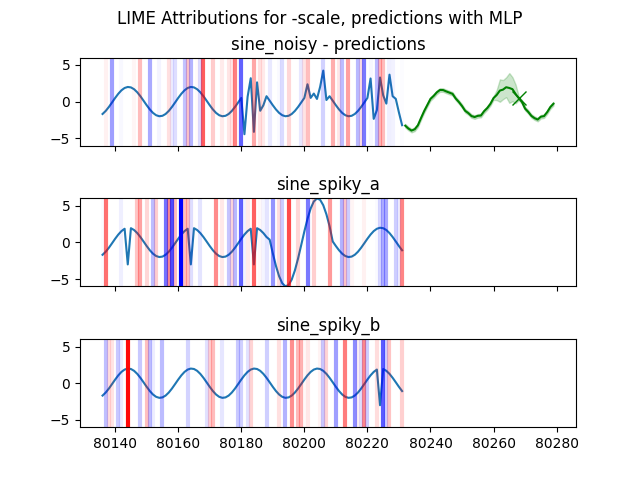 LIME Attributions for -scale, predictions with MLP
sine_noisy - predictions
5
0
−5
sine_spiky_a
5
0
−5
sine_spiky_b
5
0
−5
80140 80160 80180 80200 80220 80240 80260 80280